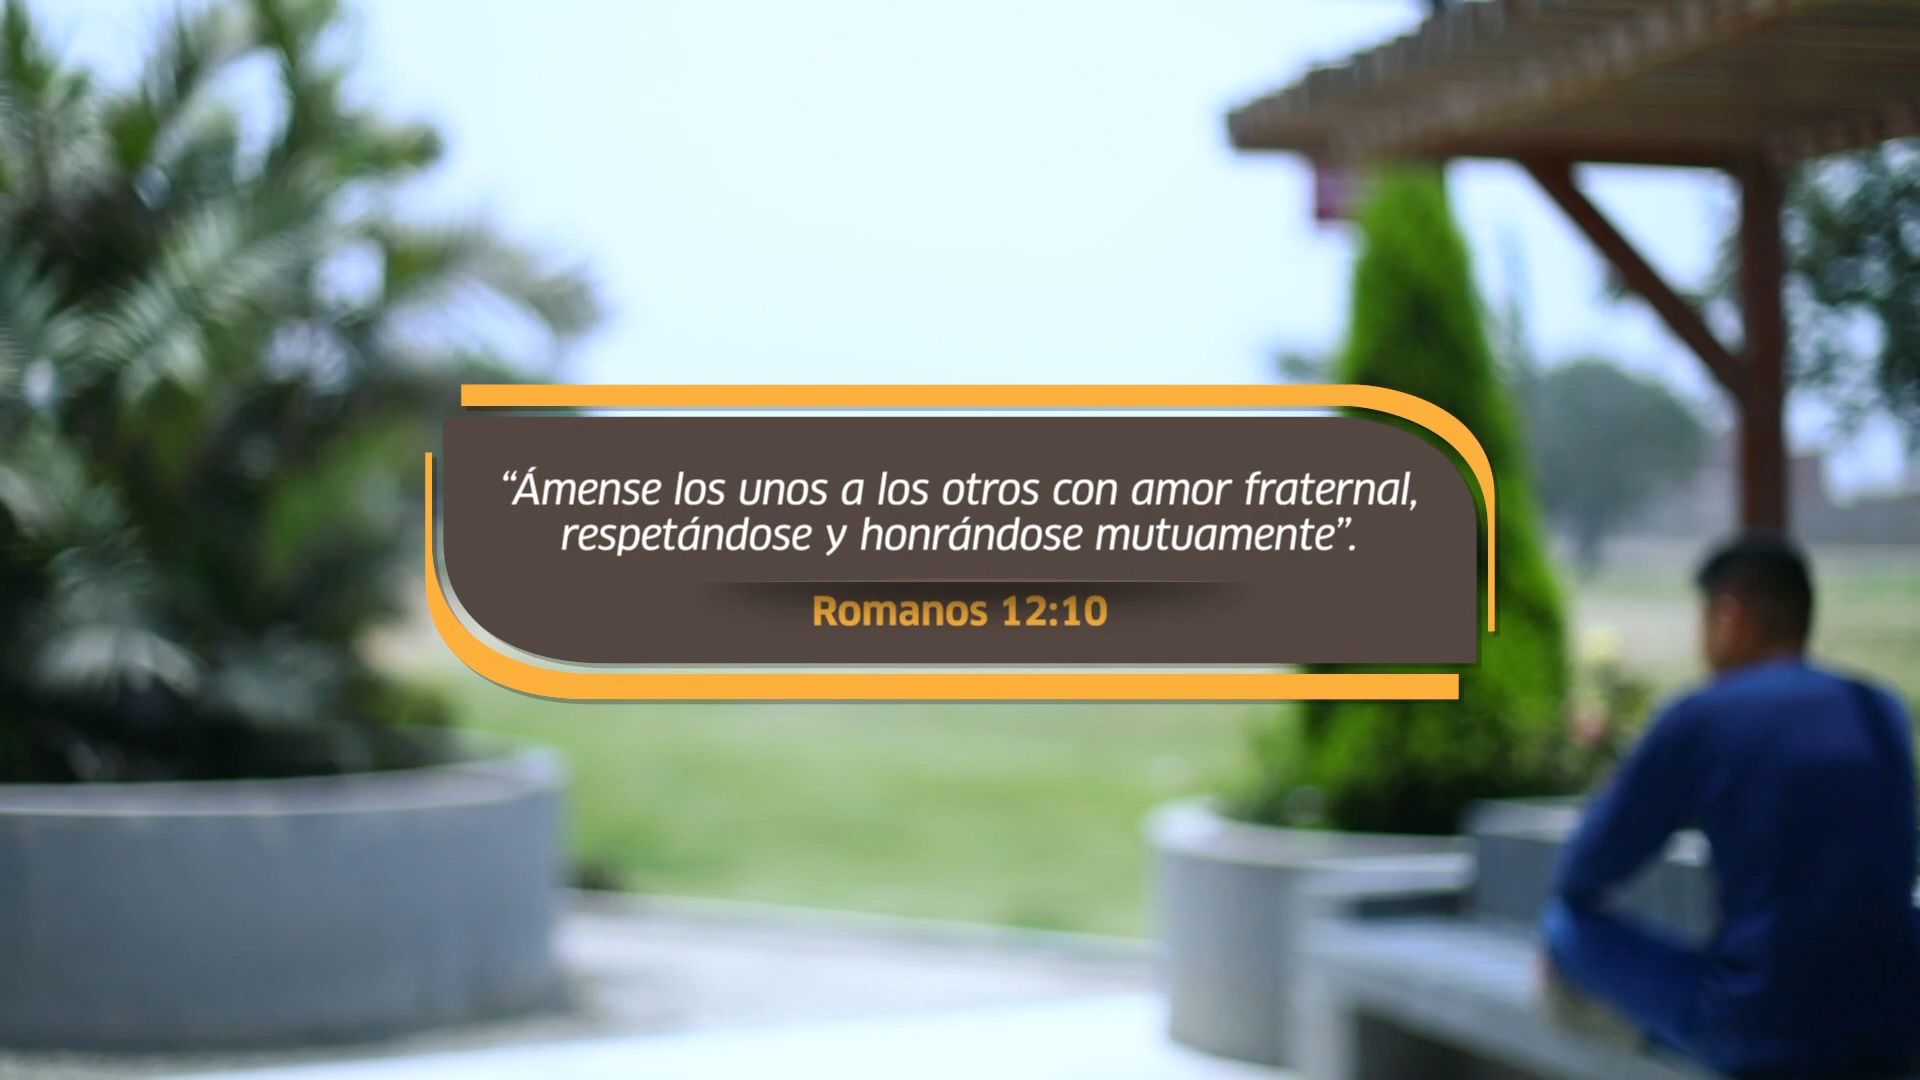 “Ámense los unos a los otros con amor fraternal,
respetándose y honrándose mutuamente”.
Romanos 12:10